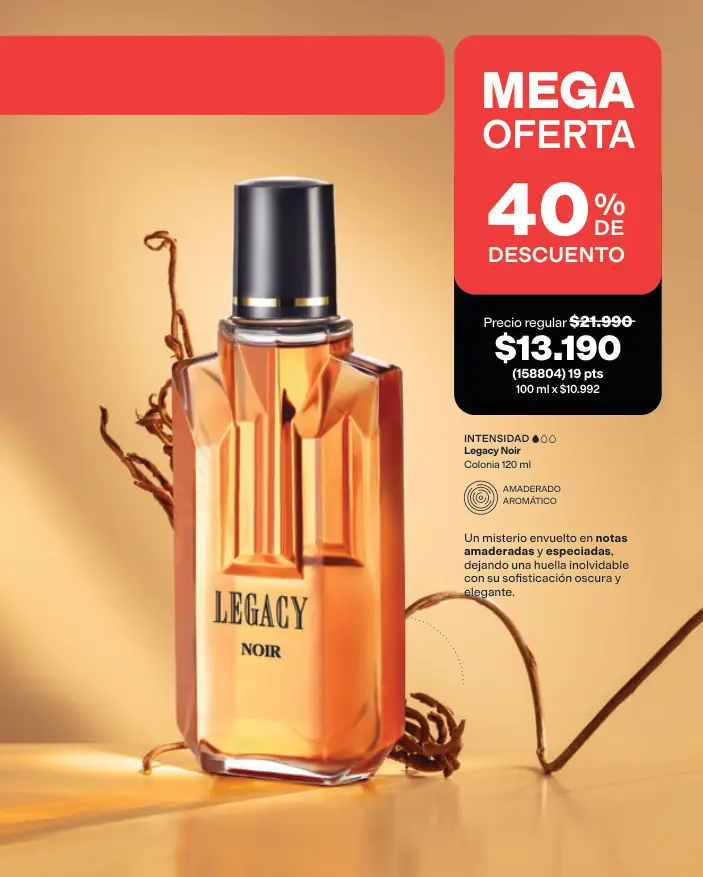 MEGA
OFERTA
40%
DE
DESCUENTO
Precio regular $21.990
$13.190
(158804) 19 pts
100 ml x $10.992
INTENSIDAD
Legacy Noir
Colonia 120 ml
AMADERADO
AROMÁTICO
Un misterio envuelto en notas
amaderadas y especiadas,
dejando una huella inolvidable
con su sofisticación oscura y
elegante.
LEGACY
NOIR